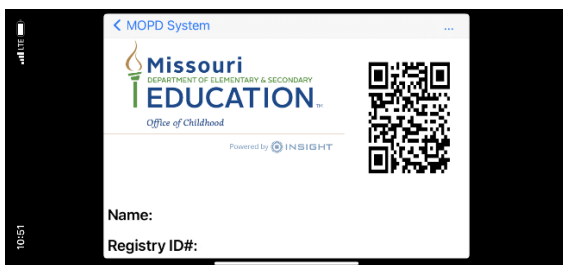 LTE
10:51
MOPD System
...
Missouri
DEPARTMENT OF ELEMENTARY & SECONDARY
EDUCATION™
Office of Childhood
Powered by INSIGHT
Name:
Registry ID#: